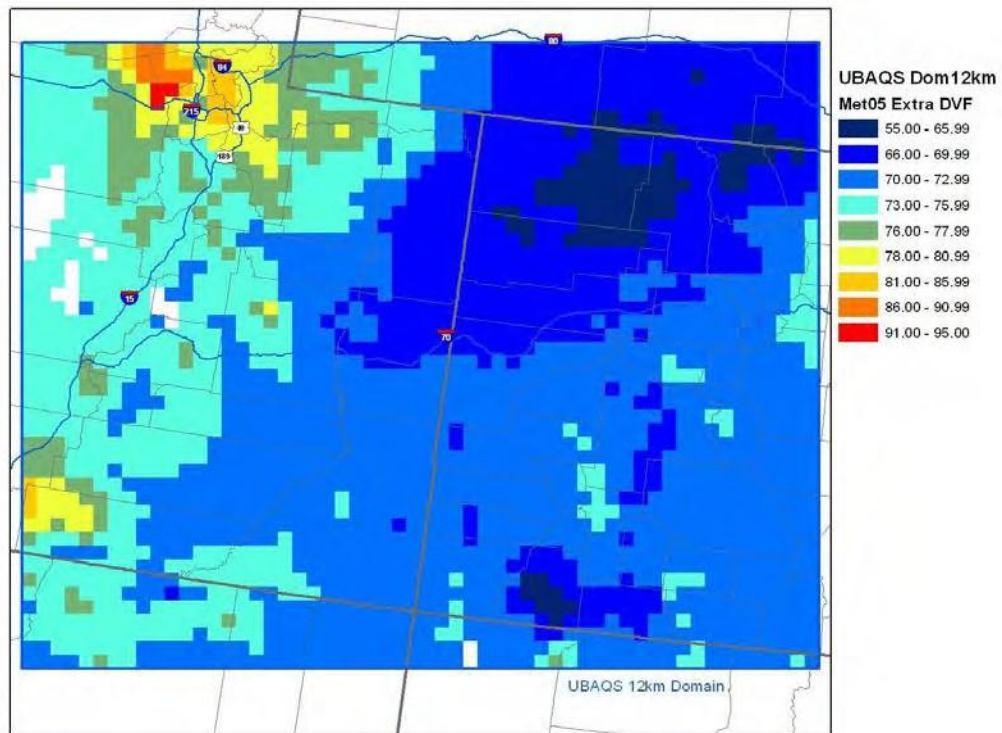 80
84
215
40
189
15
70
UBAQS Dom12km
Met05 Extra DVF
55.00 - 65.99
66.00 - 69.99
70.00 - 72.99
73.00 - 75.99
76.00 - 77.99
78.00 - 80.99
81.00 - 85.99
86.00 - 90.99
91.00 - 95.00
UBAQS 12km Domain